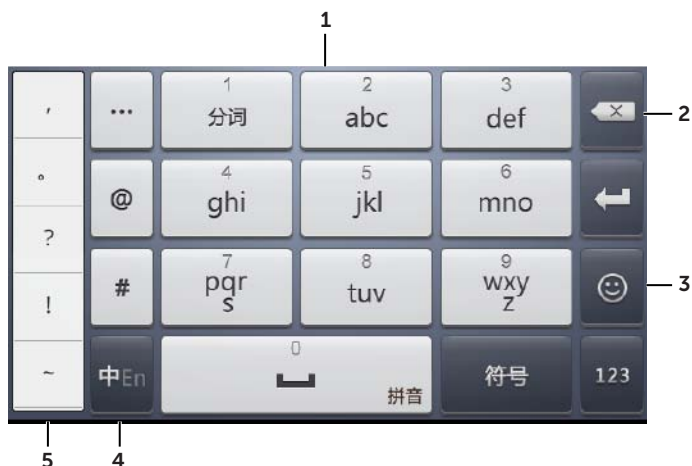 1
, … 1 分词 2 abc 3 def 2
。 @ 4 ghi 5 jkl 6 mno
? # 7 pqrs 8 tuv 9 wxyz 3
!
~ 中En 0 拼音 符号 123
5 4